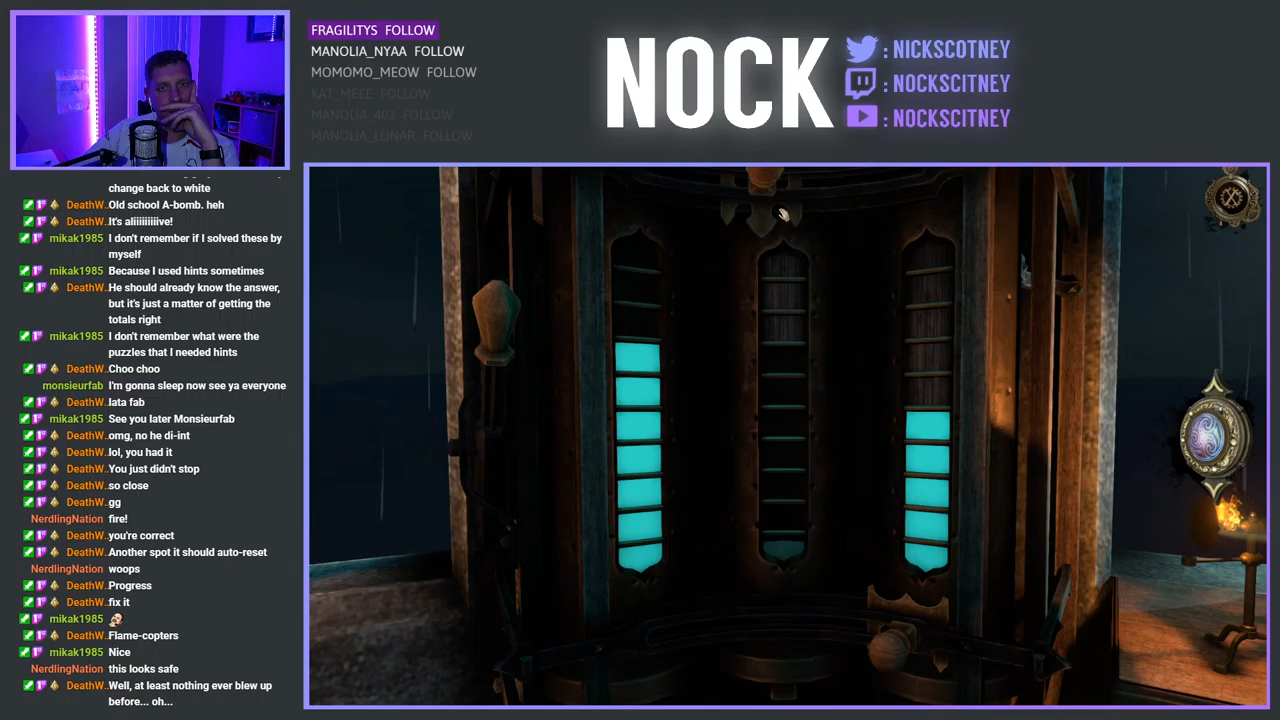 FRAGILITYS FOLLOW
MANOLIA_NYAA FOLLOW
MOMOMO_MEOW FOLLOW
KAT_MEEE FOLLOW
MANOLIA_403 FOLLOW
MANOLIA_LUNAR FOLLOW
NOCK
: NICKSCOTNEY
: NOCKSCITNEY
: NOCKSCITNEY
change back to white
DeathW.. Old school A-bomb. heh
DeathW.. It's aliiiiiiiiive!
mikak1985 I don't remember if I solved these by
myself
mikak1985 Because I used hints sometimes
DeathW.. He should already know the answer,
but it's just a matter of getting the
totals right
mikak1985 I don't remember what were the
puzzles that I needed hints
DeathW.. Choo choo
monsieurfab I'm gonna sleep now see ya everyone
DeathW.. lata fab
mikak1985 See you later Monsieurfab
DeathW.. omg, no he di-int
DeathW.. lol, you had it
DeathW.. You just didn't stop
DeathW.. so close
DeathW.. gg
NerdlingNation fire!
DeathW.. you're correct
DeathW.. Another spot it should auto-reset
NerdlingNation woops
DeathW.. Progress
DeathW.. fix it
mikak1985
DeathW.. Flame-copters
mikak1985 Nice
NerdlingNation this looks safe
DeathW.. Well, at least nothing ever blew up
before... oh...